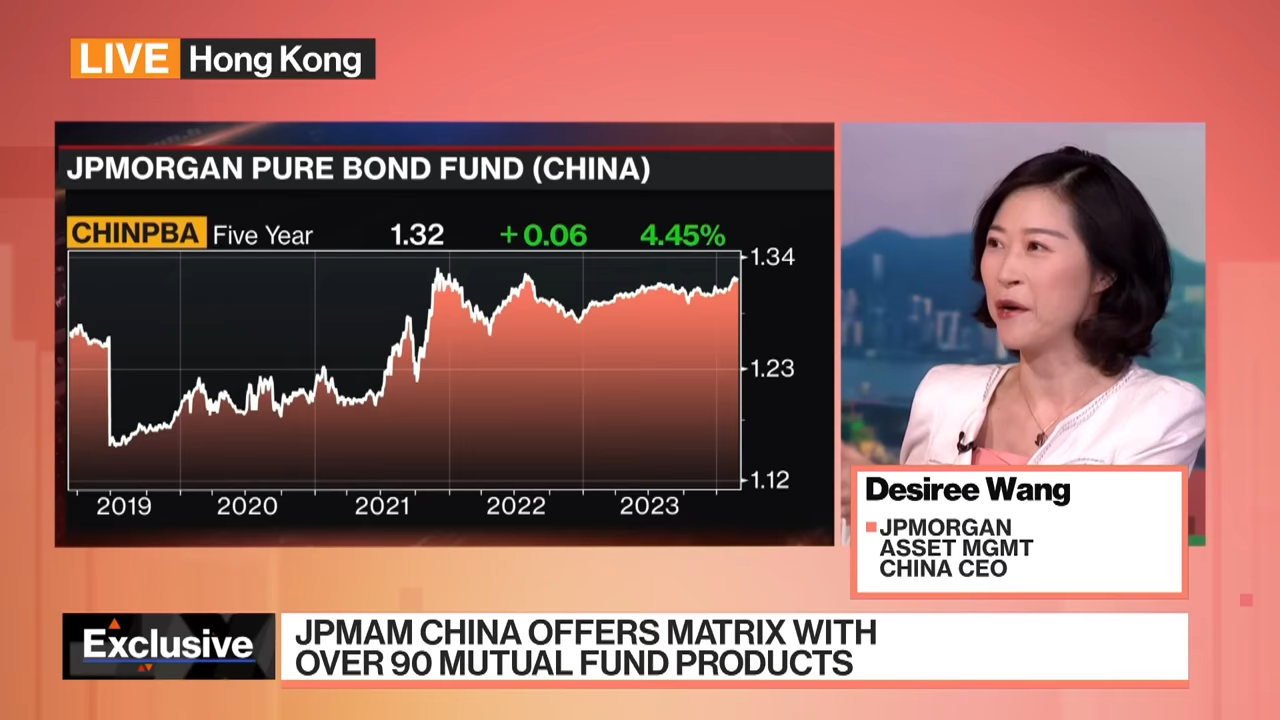 LIVE Hong Kong
JPMORGAN PURE BOND FUND (CHINA)
CHINPBA Five Year 1.32 +0.06 4.45%
1.34
1.23
1.12
2019 2020 2021 2022 2023
Desiree Wang
JPMORGAN
ASSET MGMT
CHINA CEO
Exclusive
JPMAM CHINA OFFERS MATRIX WITH
OVER 90 MUTUAL FUND PRODUCTS